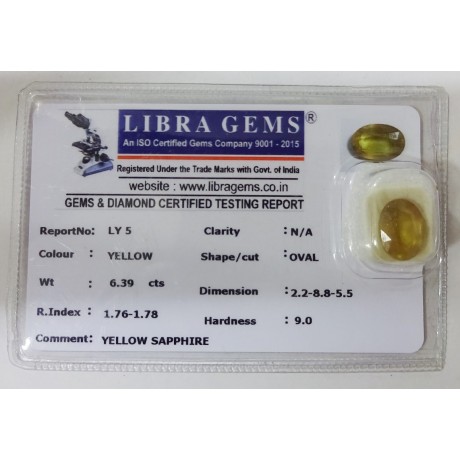 LIBRA GEMS ®
An ISO Certified Gems Company 9001 - 2015
Registered Under the Trade Marks with Govt. of India
website : www.libragems.co.in
GEMS & DIAMOND CERTIFIED TESTING REPORT
ReportNo: LY 5 Clarity : N/A
Colour : YELLOW Shape/cut : OVAL
Wt : 6.39 cts Dimension : 2.2-8.8-5.5
R.Index : 1.76-1.78 Hardness : 9.0
Comment: YELLOW SAPPHIRE